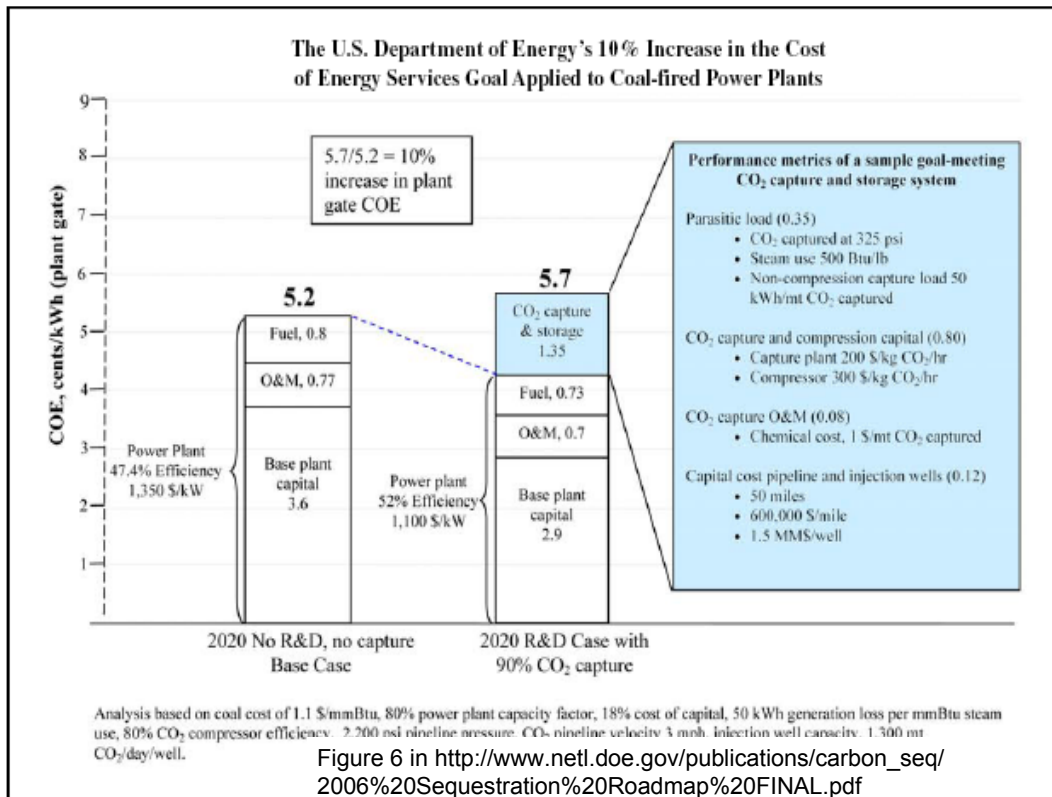 The U.S. Department of Energy's 10% Increase in the Cost
of Energy Services Goal Applied to Coal-fired Power Plants
COE, cents/kWh (plant gate)
9
8
7
6
5
4
3
2
1
5.7/5.2 = 10%
increase in plant
gate COE
5.2
Fuel, 0.8
O&M, 0.77
Base plant
capital
3.6
Power Plant
47.4% Efficiency
1,350 $/kW
2020 No R&D, no capture
Base Case
5.7
CO₂ capture
& storage
1.35
Fuel, 0.73
O&M, 0.7
Base plant
capital
2.9
Power plant
52% Efficiency
1,100 $/kW
2020 R&D Case with
90% CO₂ capture
Performance metrics of a sample goal-meeting
CO₂ capture and storage system
Parasitic load (0.35)
• CO₂ captured at 325 psi
• Steam use 500 Btu/lb
• Non-compression capture load 50
kWh/mt CO₂ captured
CO₂ capture and compression capital (0.80)
• Capture plant 200 $/kg CO₂/hr
• Compressor 300 $/kg CO₂/hr
CO₂ capture O&M (0.08)
• Chemical cost, 1 $/mt CO₂ captured
Capital cost pipeline and injection wells (0.12)
• 50 miles
• 600,000 $/mile
• 1.5 MM$/well
Analysis based on coal cost of 1.1 $/mmBtu, 80% power plant capacity factor, 18% cost of capital, 50 kWh generation loss per mmBtu steam
use, 80% CO₂ compressor efficiency, 2,200 psi pipeline pressure, CO₂ pipeline velocity 3 mph, injection well capacity, 1,300 mt
CO₂/day/well.
Figure 6 in http://www.netl.doe.gov/publications/carbon_seq/
2006%20Sequestration%20Roadmap%20FINAL.pdf